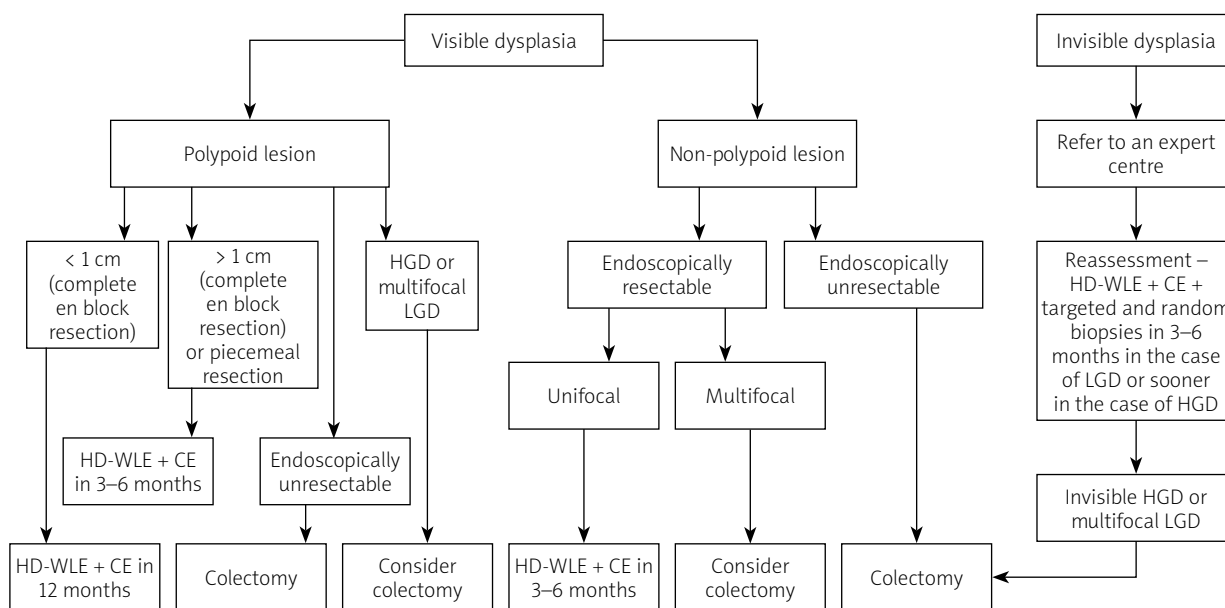 Visible dysplasia
Invisible dysplasia
Polypoid lesion
Non-polypoid lesion
Refer to an expert
centre
< 1 cm
(complete
en block
resection)
> 1 cm
(complete
en block
resection)
or piecemeal
resection
HGD or
multifocal
LGD
Endoscopically
resectable
Endoscopically
unresectable
Reassessment –
HD-WLE + CE +
targeted and random
biopsies in 3–6
months in the case
of LGD or sooner
in the case of HGD
Unifocal
Multifocal
HD-WLE + CE
in 3–6 months
Endoscopically
unresectable
Invisible HGD or
multifocal LGD
HD-WLE + CE in
12 months
Colectomy
Consider
colectomy
HD-WLE + CE in
3–6 months
Consider
colectomy
Colectomy